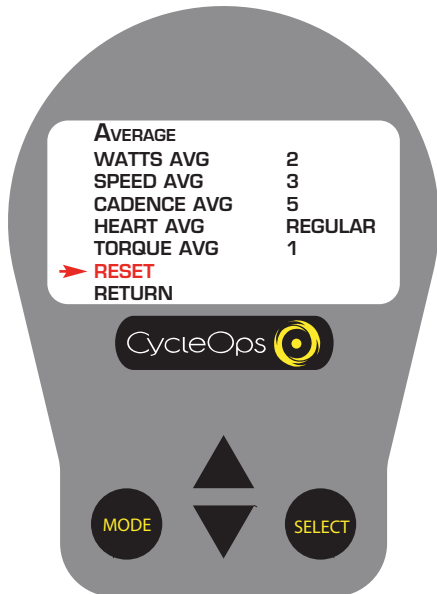 AVERAGE
WATTS AVG 2
SPEED AVG 3
CADENCE AVG 5
HEART AVG REGULAR
TORQUE AVG 1
RESET
RETURN
CycleOps
MODE SELECT